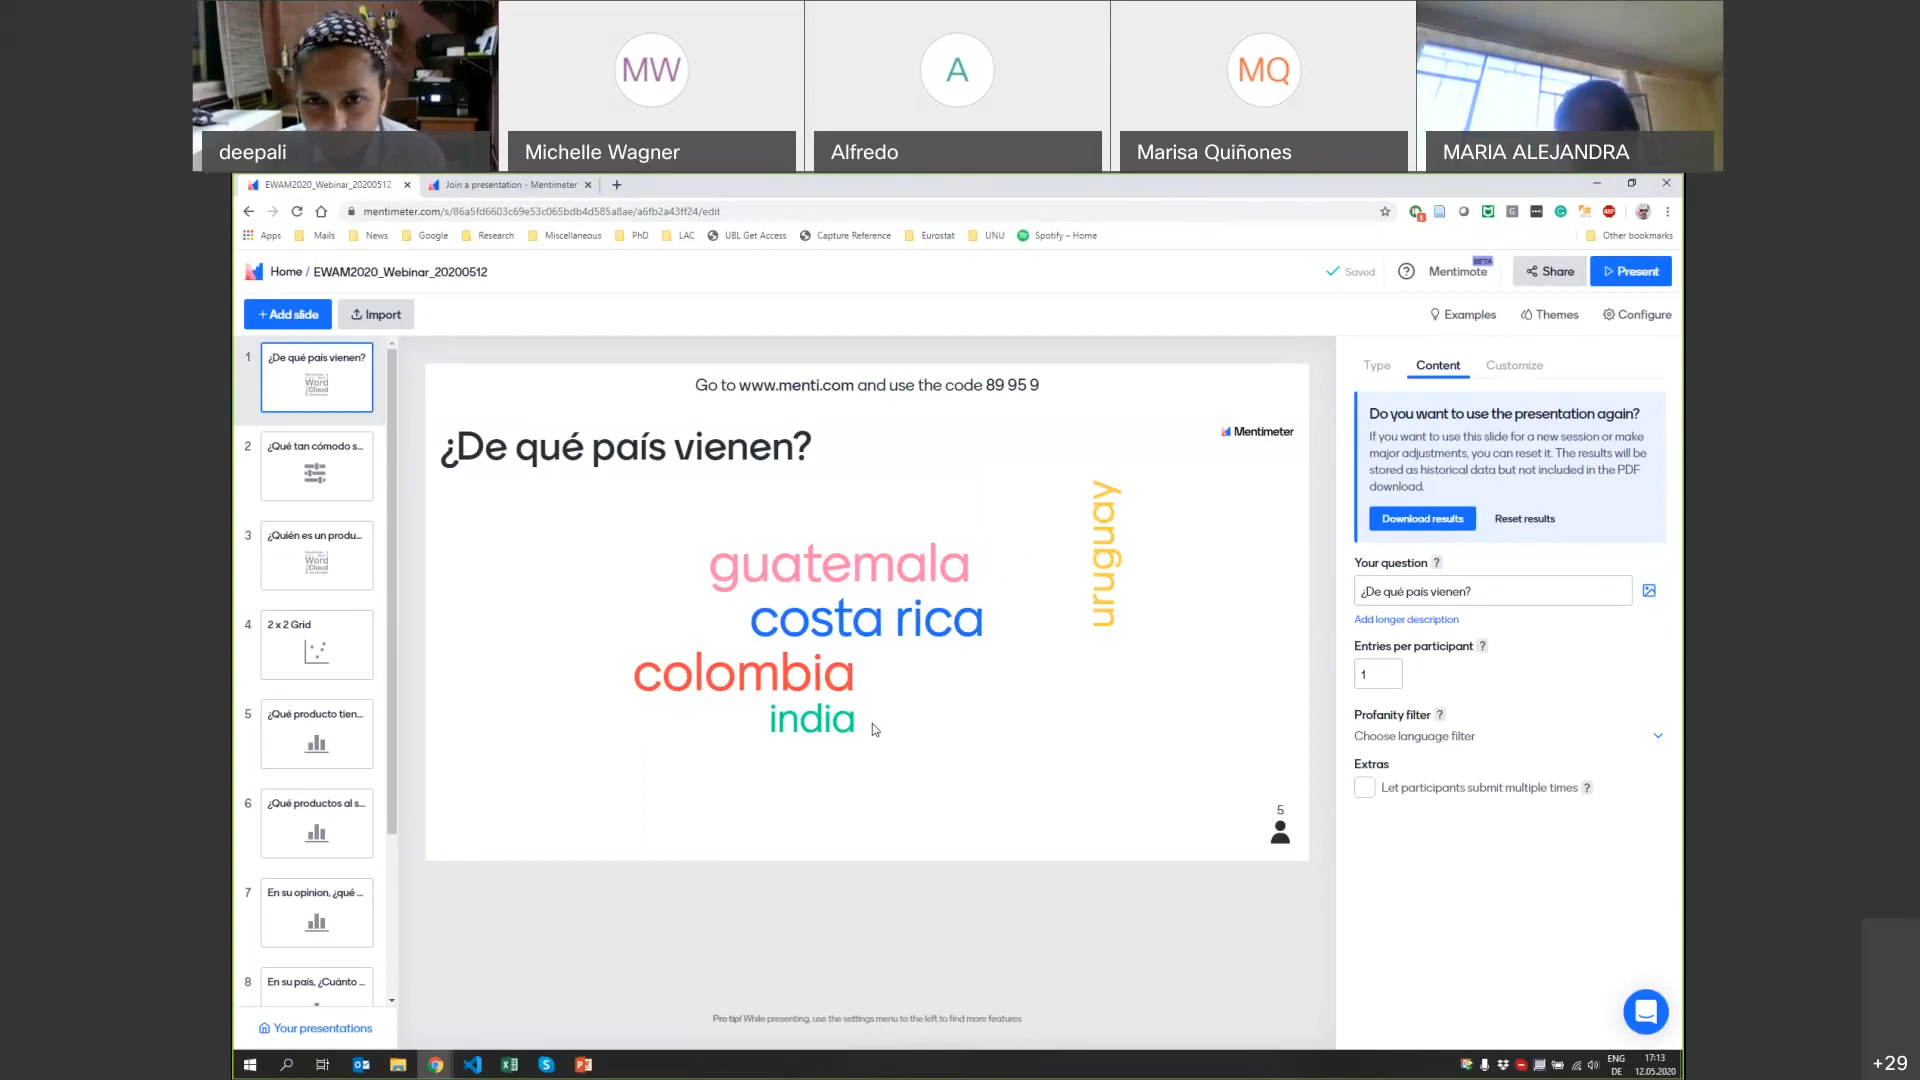 MW
A
MQ
deepali
Michelle Wagner
Alfredo
Marisa Quiñones
MARIA ALEJANDRA
EWAM2020_Webinar_20200512
Join a presentation - Mentimeter
mentimeter.com/s/86a5fd6603c69e53c065bdb4d585a8ae/a6fb2a43ff24/edit
Apps Mails News Google Research Miscellaneous PhD LAC UBL Get Access Capture Reference Eurostat UNU Spotify – Home Other bookmarks
Home / EWAM2020_Webinar_20200512
Saved
Mentimote
BETA
Share
Present
+ Add slide
Import
Examples
Themes
Configure
1
¿De qué país vienen?
Word
Cloud
2
¿Qué tan cómodo s...
3
¿Quién es un produ...
Word
Cloud
4
2 x 2 Grid
5
¿Qué producto tien...
6
¿Qué productos al s...
7
En su opinion, ¿qué ...
8
En su país, ¿Cuánto ...
Your presentations
Go to www.menti.com and use the code 89 95 9
¿De qué país vienen?
Mentimeter
uruguay
guatemala
costa rica
colombia
india
5
Pro tip! While presenting, use the settings menu to the left to find more features
Type
Content
Customize
Do you want to use the presentation again?
If you want to use this slide for a new session or make
major adjustments, you can reset it. The results will be
stored as historical data but not included in the PDF
download.
Download results
Reset results
Your question ?
¿De qué país vienen?
Add longer description
Entries per participant ?
1
Profanity filter ?
Choose language filter
Extras
Let participants submit multiple times ?
ENG
DE
17:13
12.05.2020
+29